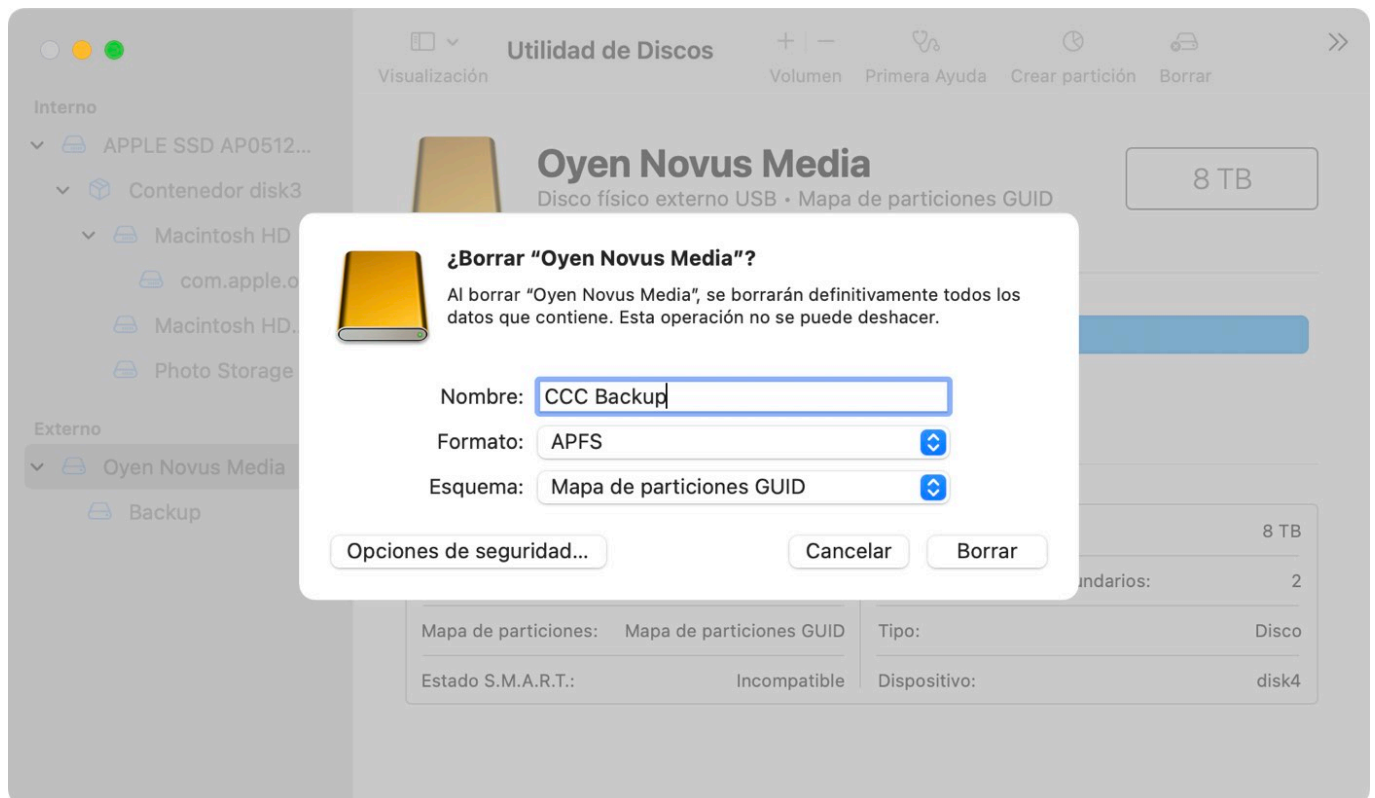 Utilidad de Discos
Visualización
Volumen
Primera Ayuda
Crear partición
Borrar
Interno
APPLE SSD AP0512...
Contenedor disk3
Macintosh HD
com.apple.o
Macintosh HD.
Photo Storage
Externo
Oyen Novus Media
Backup
Oyen Novus Media
Disco físico externo USB • Mapa de particiones GUID
8 TB
¿Borrar “Oyen Novus Media”?
Al borrar “Oyen Novus Media”, se borrarán definitivamente todos los
datos que contiene. Esta operación no se puede deshacer.
Nombre: CCC Backup
Formato: APFS
Esquema: Mapa de particiones GUID
Opciones de seguridad...
Cancelar
Borrar
8 TB
undarios: 2
Mapa de particiones: Mapa de particiones GUID
Tipo: Disco
Estado S.M.A.R.T.: Incompatible
Dispositivo: disk4